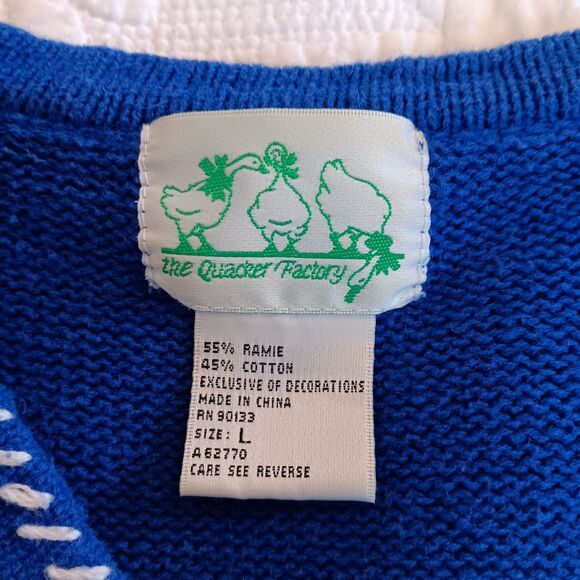 the Quacker Factory
55% RAMIE
45% COTTON
EXCLUSIVE OF DECORATIONS
MADE IN CHINA
RN 90133
SIZE: L
A62770
CARE SEE REVERSE